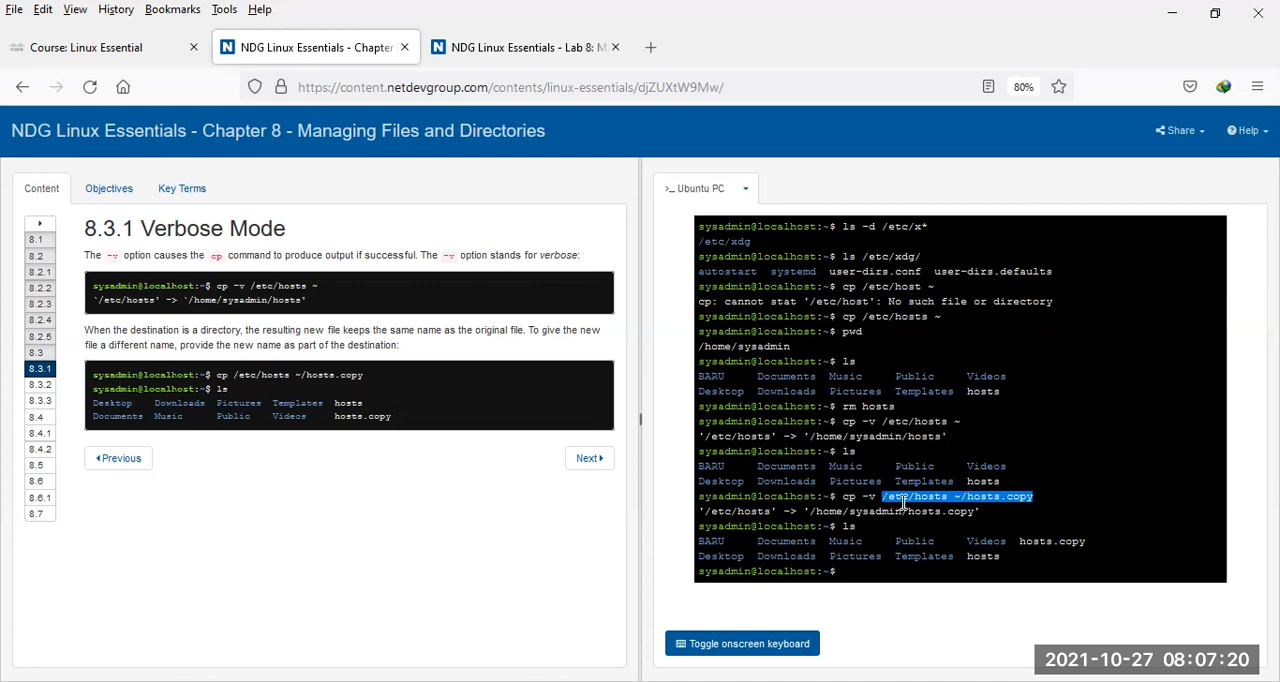 File Edit View History Bookmarks Tools Help
Course: Linux Essential
NDG Linux Essentials - Chapter
NDG Linux Essentials - Lab 8: M
https://content.netdevgroup.com/contents/linux-essentials/djZUXtW9Mw/
80%
NDG Linux Essentials - Chapter 8 - Managing Files and Directories
Share
Help
Content Objectives Key Terms
8.1
8.2
8.2.1
8.2.2
8.2.3
8.2.4
8.2.5
8.3
8.3.1
8.3.2
8.3.3
8.4
8.4.1
8.4.2
8.5
8.6
8.6.1
8.7
8.3.1 Verbose Mode
The -v option causes the cp command to produce output if successful. The -v option stands for verbose:
sysadmin@localhost:~$ cp -v /etc/hosts ~
`/etc/hosts' -> `/home/sysadmin/hosts'
When the destination is a directory, the resulting new file keeps the same name as the original file. To give the new
file a different name, provide the new name as part of the destination:
sysadmin@localhost:~$ cp /etc/hosts ~/hosts.copy
sysadmin@localhost:~$ ls
Desktop Downloads Pictures Templates hosts
Documents Music Public Videos hosts.copy
Previous
Next
>_ Ubuntu PC
sysadmin@localhost:~$ ls -d /etc/x*
/etc/xdg
sysadmin@localhost:~$ ls /etc/xdg/
autostart systemd user-dirs.conf user-dirs.defaults
sysadmin@localhost:~$ cp /etc/host ~
cp: cannot stat '/etc/host': No such file or directory
sysadmin@localhost:~$ cp /etc/hosts ~
sysadmin@localhost:~$ pwd
/home/sysadmin
sysadmin@localhost:~$ ls
BARU Documents Music Public Videos
Desktop Downloads Pictures Templates hosts
sysadmin@localhost:~$ rm hosts
sysadmin@localhost:~$ cp -v /etc/hosts ~
'/etc/hosts' -> '/home/sysadmin/hosts'
sysadmin@localhost:~$ ls
BARU Documents Music Public Videos
Desktop Downloads Pictures Templates hosts
sysadmin@localhost:~$ cp -v /etc/hosts ~/hosts.copy
'/etc/hosts' -> '/home/sysadmin/hosts.copy'
sysadmin@localhost:~$ ls
BARU Documents Music Public Videos hosts.copy
Desktop Downloads Pictures Templates hosts
sysadmin@localhost:~$
Toggle onscreen keyboard
2021-10-27 08:07:20